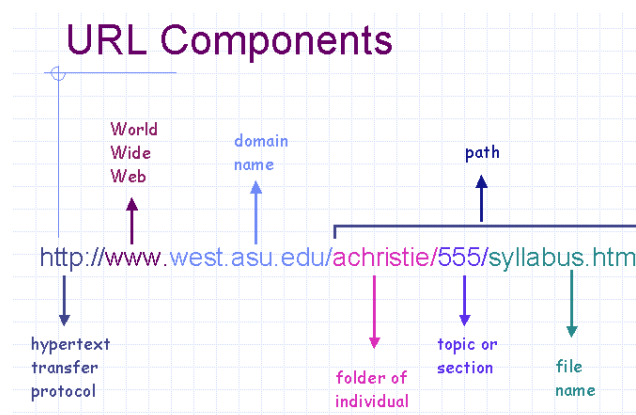 URL Components
World
Wide
Web
domain
name
path
http://www.west.asu.edu/achristie/555/syllabus.htm
hypertext
transfer
protocol
folder of
individual
topic or
section
file
name